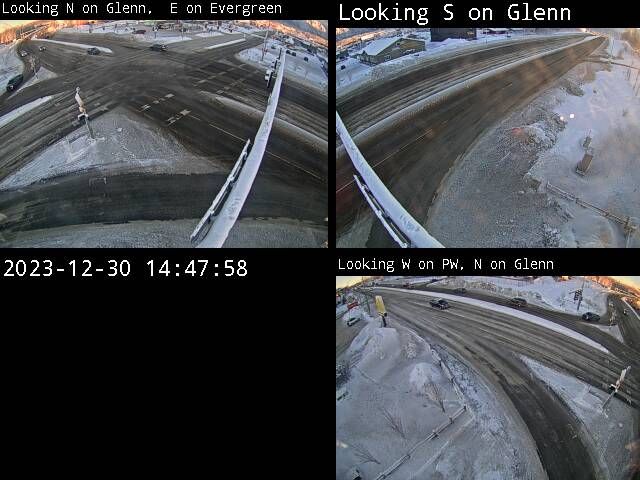 Looking N on Glenn, E on Evergreen
Looking S on Glenn
2023-12-30 14:47:58
Looking W on PW, N on Glenn